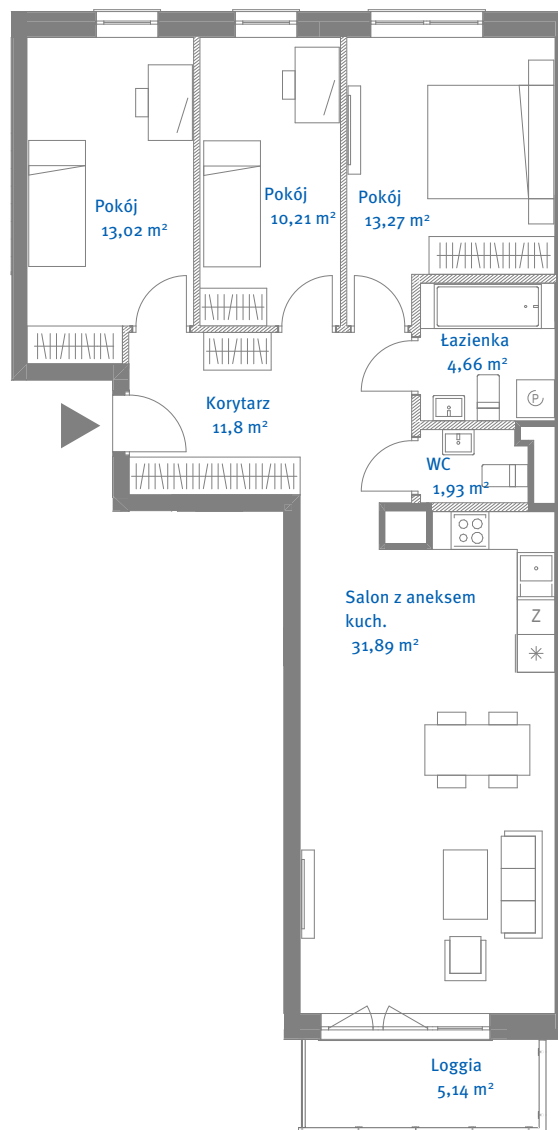 Pokój
13,02 m²
Pokój
10,21 m²
Pokój
13,27 m²
Łazienka
4,66 m²
P
Korytarz
11,8 m²
WC
1,93 m²
Salon z aneksem
kuch.
31,89 m²
Z
Loggia
5,14 m²